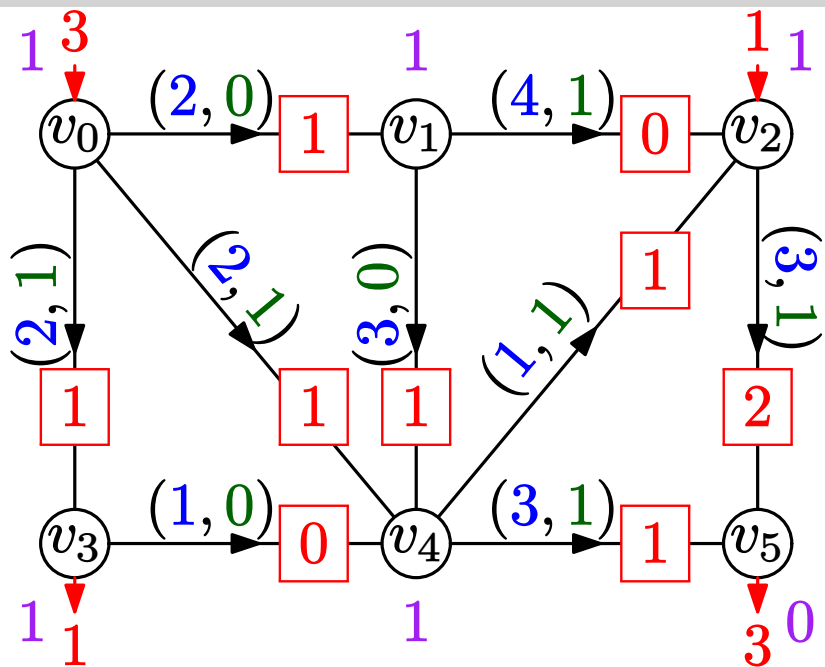 1 3 1 1 1
(2, 0) (4, 1)
v0 1 v1 0 v2
(2, 1) (2, 1) (3, 0) (1, 1) 1 (3, 1)
1 1 1 2
(1, 0) (3, 1)
v3 0 v4 1 v5
1 1 1 3 0